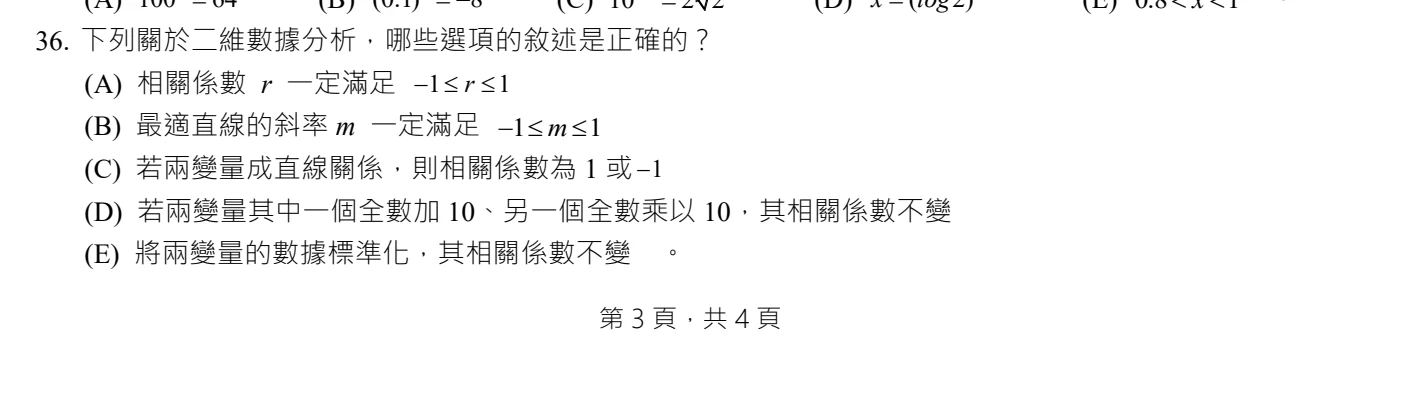 36. 下列關於二維數據分析，哪些選項的敘述是正確的？
(A) 相關係數 r 一定滿足 −1≤r≤1
(B) 最適直線的斜率 m 一定滿足 −1≤m≤1
(C) 若兩變量成直線關係，則相關係數為 1 或−1
(D) 若兩變量其中一個全數加 10、另一個全數乘以 10，其相關係數不變
(E) 將兩變量的數據標準化，其相關係數不變 。
第 3 頁，共 4 頁